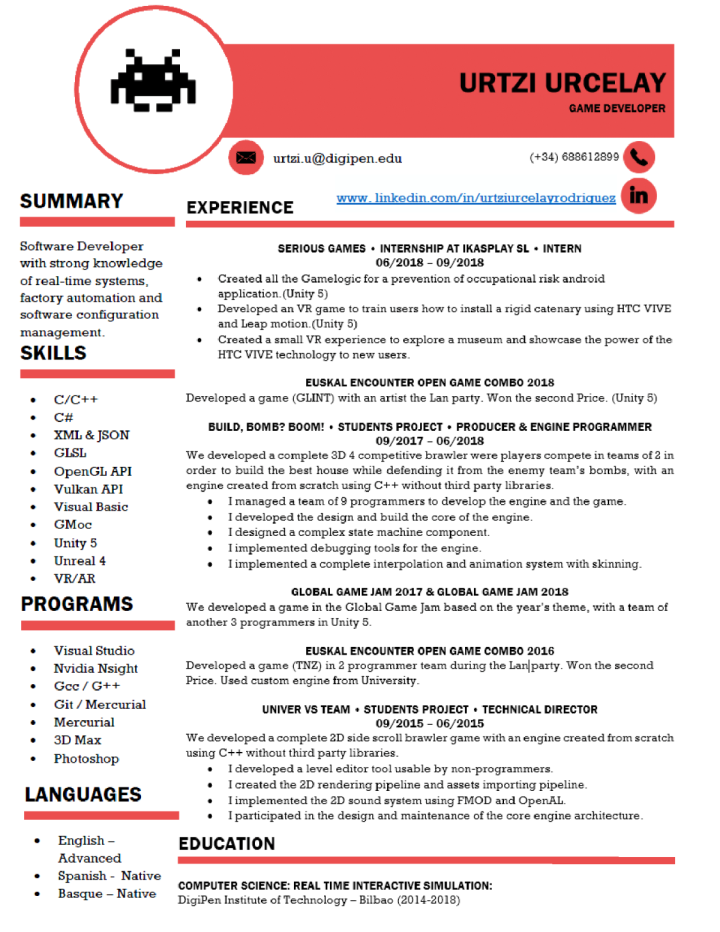 URTZI URCELAY
GAME DEVELOPER
urtzi.u@digipen.edu
(+34) 688612899
www. linkedin.com/in/urtziurcelayrodriguez
in
SUMMARY
Software Developer
with strong knowledge
of real-time systems,
factory automation and
software configuration
management.
SKILLS
• C/C++
• C#
• XML & JSON
• GLSL
• OpenGL API
• Vulkan API
• Visual Basic
• GMoc
• Unity 5
• Unreal 4
• VR/AR
PROGRAMS
• Visual Studio
• Nvidia Nsight
• Gcc / G++
• Git / Mercurial
• Mercurial
• 3D Max
• Photoshop
LANGUAGES
• English –
Advanced
• Spanish - Native
• Basque – Native
EXPERIENCE
SERIOUS GAMES • INTERNSHIP AT IKASPLAY SL • INTERN
06/2018 – 09/2018
• Created all the Gamelogic for a prevention of occupational risk android
application.(Unity 5)
• Developed an VR game to train users how to install a rigid catenary using HTC VIVE
and Leap motion.(Unity 5)
• Created a small VR experience to explore a museum and showcase the power of the
HTC VIVE technology to new users.
EUSKAL ENCOUNTER OPEN GAME COMBO 2018
Developed a game (GLINT) with an artist the Lan party. Won the second Price. (Unity 5)
BUILD, BOMB? BOOM! • STUDENTS PROJECT • PRODUCER & ENGINE PROGRAMMER
09/2017 – 06/2018
We developed a complete 3D 4 competitive brawler were players compete in teams of 2 in
order to build the best house while defending it from the enemy team's bombs, with an
engine created from scratch using C++ without third party libraries.
• I managed a team of 9 programmers to develop the engine and the game.
• I developed the design and build the core of the engine.
• I designed a complex state machine component.
• I implemented debugging tools for the engine.
• I implemented a complete interpolation and animation system with skinning.
GLOBAL GAME JAM 2017 & GLOBAL GAME JAM 2018
We developed a game in the Global Game Jam based on the year's theme, with a team of
another 3 programmers in Unity 5.
EUSKAL ENCOUNTER OPEN GAME COMBO 2016
Developed a game (TNZ) in 2 programmer team during the Lan party. Won the second
Price. Used custom engine from University.
UNIVER VS TEAM • STUDENTS PROJECT • TECHNICAL DIRECTOR
09/2015 – 06/2015
We developed a complete 2D side scroll brawler game with an engine created from scratch
using C++ without third party libraries.
• I developed a level editor tool usable by non-programmers.
• I created the 2D rendering pipeline and assets importing pipeline.
• I implemented the 2D sound system using FMOD and OpenAL.
• I participated in the design and maintenance of the core engine architecture.
EDUCATION
COMPUTER SCIENCE: REAL TIME INTERACTIVE SIMULATION:
DigiPen Institute of Technology – Bilbao (2014-2018)